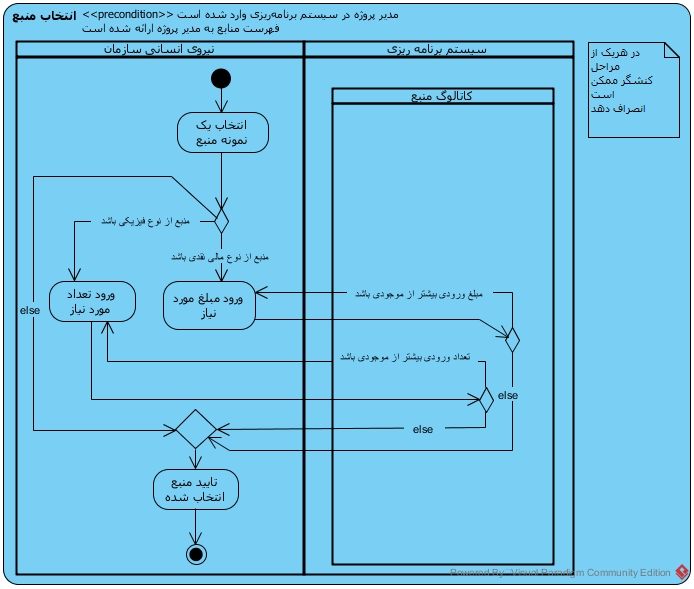 انتخاب منبع
<<precondition>> مدیر پروژه در سیستم برنامه‌ریزی وارد شده است
فهرست منابع به مدیر پروژه ارائه شده است
نیروی انسانی سازمان
سیستم برنامه ریزی
در هریک از
مراحل
کنشگر ممکن
است
انصراف دهد
کاتالوگ منبع
انتخاب یک
نمونه منبع
منبع از نوع فیزیکی باشد
منبع از نوع مالی نقدی باشد
ورود تعداد
مورد نیاز
ورود مبلغ مورد
نیاز
مبلغ ورودی بیشتر از موجودی باشد
else
تعداد ورودی بیشتر از موجودی باشد
else
else
تایید منبع
انتخاب شده
Powered By Visual Paradigm Community Edition